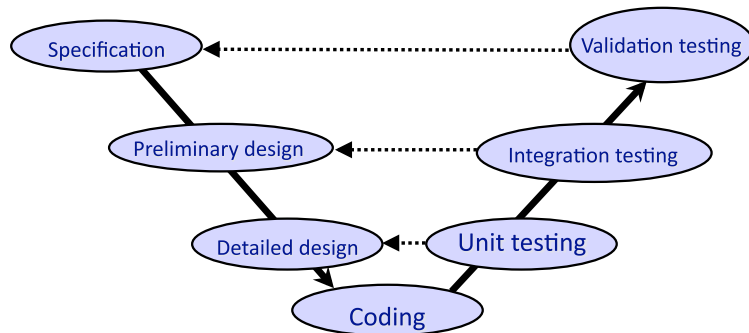 Specification
Validation testing
Preliminary design
Integration testing
Detailed design
Unit testing
Coding